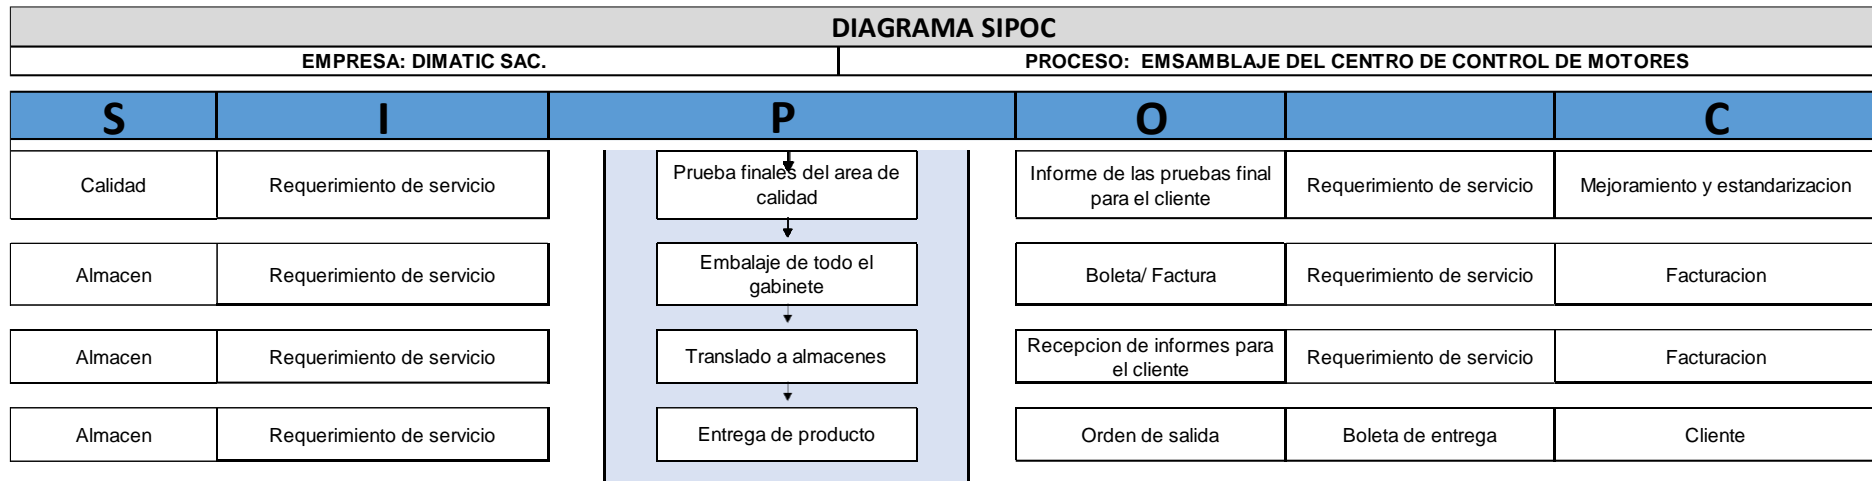 DIAGRAMA SIPOC
EMPRESA: DIMATIC SAC.
PROCESO: EMSAMBLAJE DEL CENTRO DE CONTROL DE MOTORES
S
I
P
O
C
Calidad
Requerimiento de servicio
Prueba finales del area de
calidad
Informe de las pruebas final
para el cliente
Requerimiento de servicio
Mejoramiento y estandarizacion
Almacen
Requerimiento de servicio
Embalaje de todo el
gabinete
Boleta/ Factura
Requerimiento de servicio
Facturacion
Almacen
Requerimiento de servicio
Translado a almacenes
Recepcion de informes para
el cliente
Requerimiento de servicio
Facturacion
Almacen
Requerimiento de servicio
Entrega de producto
Orden de salida
Boleta de entrega
Cliente